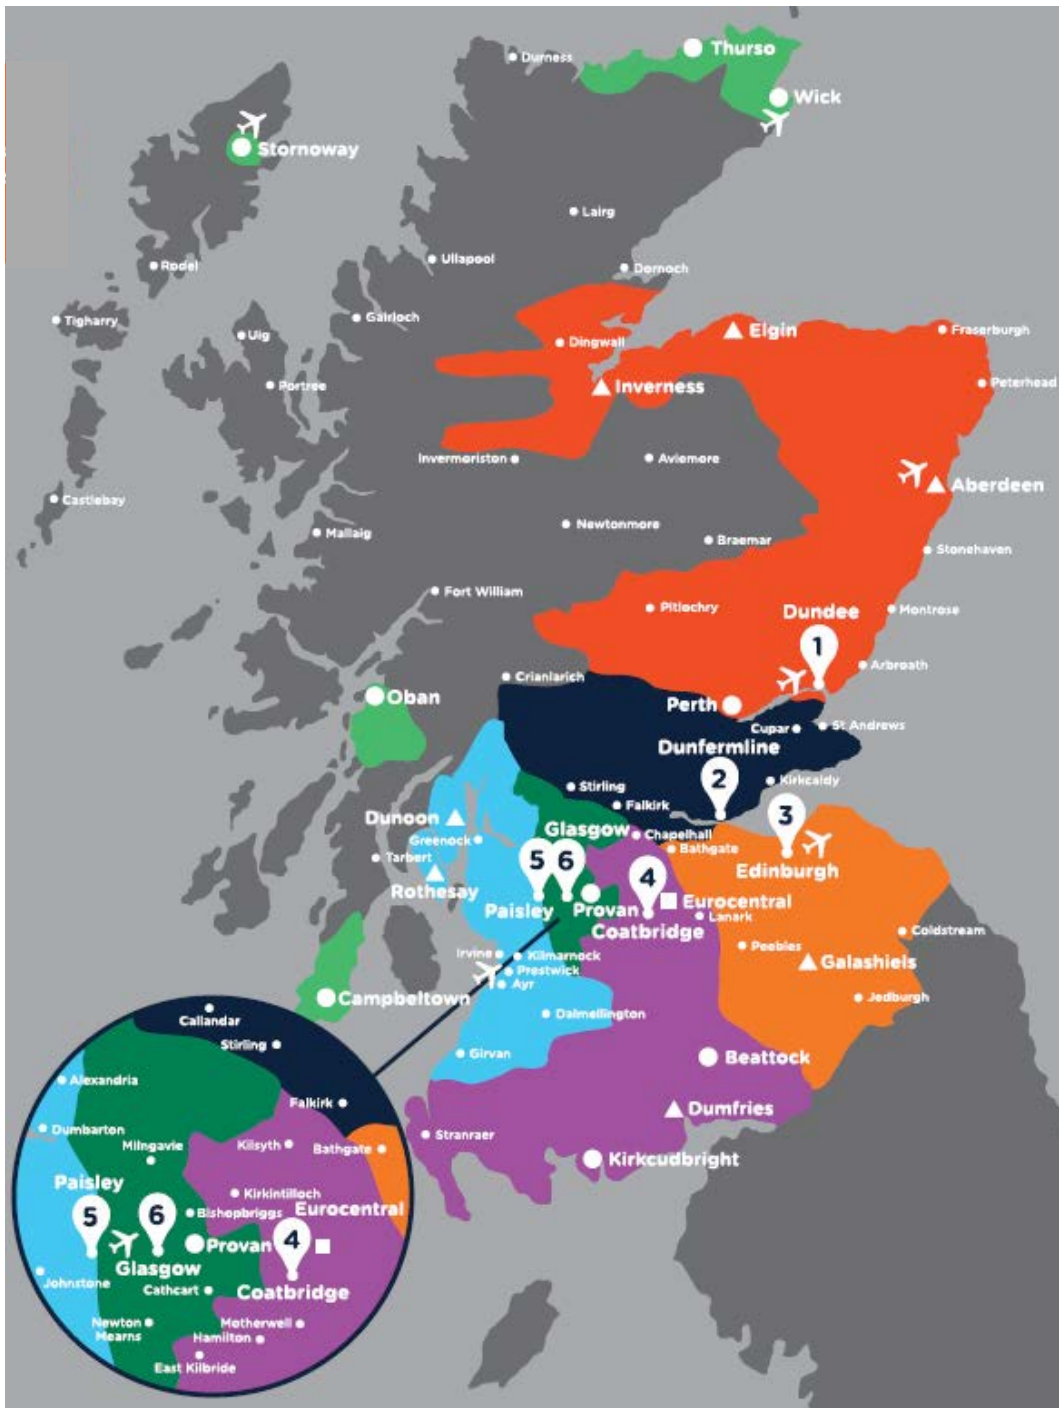 Thurso
Durness
Wick
Stornoway
Lairg
Ullapool
Rodel
Dornoch
Tigharry
Gairloch
Uig
Elgin
Fraserburgh
Dingwall
Portree
Inverness
Peterhead
Invermoriston
Aviemore
Aberdeen
Castlebay
Newtonmore
Mallaig
Braemar
Stonehaven
Fort William
Pitlochry
Dundee
Montrose
1
Arbroath
Crianlarich
Oban
Perth
Cupar
St Andrews
Dunfermline
2
Stirling
Kirkcaldy
Falkirk
3
Dunoon
Glasgow
Chapelhall
Greenock
Bathgate
Tarbert
5
6
4
Edinburgh
Rothesay
Eurocentral
Paisley
Provan
Lanark
Coatbridge
Coldstream
Peebles
Irvine
Kilmarnock
Galashiels
Prestwick
Ayr
Campbeltown
Jedburgh
Dalmellington
Girvan
Beattock
Dumfries
Stranraer
Kirkcudbright
Callandar
Stirling
Alexandria
Falkirk
Dumbarton
Milngavie
Kilsyth
Bathgate
Paisley
Kirkintilloch
5
6
Bishopbriggs
Eurocentral
Provan
4
Glasgow
Johnstone
Cathcart
Coatbridge
Newton
Mearns
Motherwell
Hamilton
East Kilbride